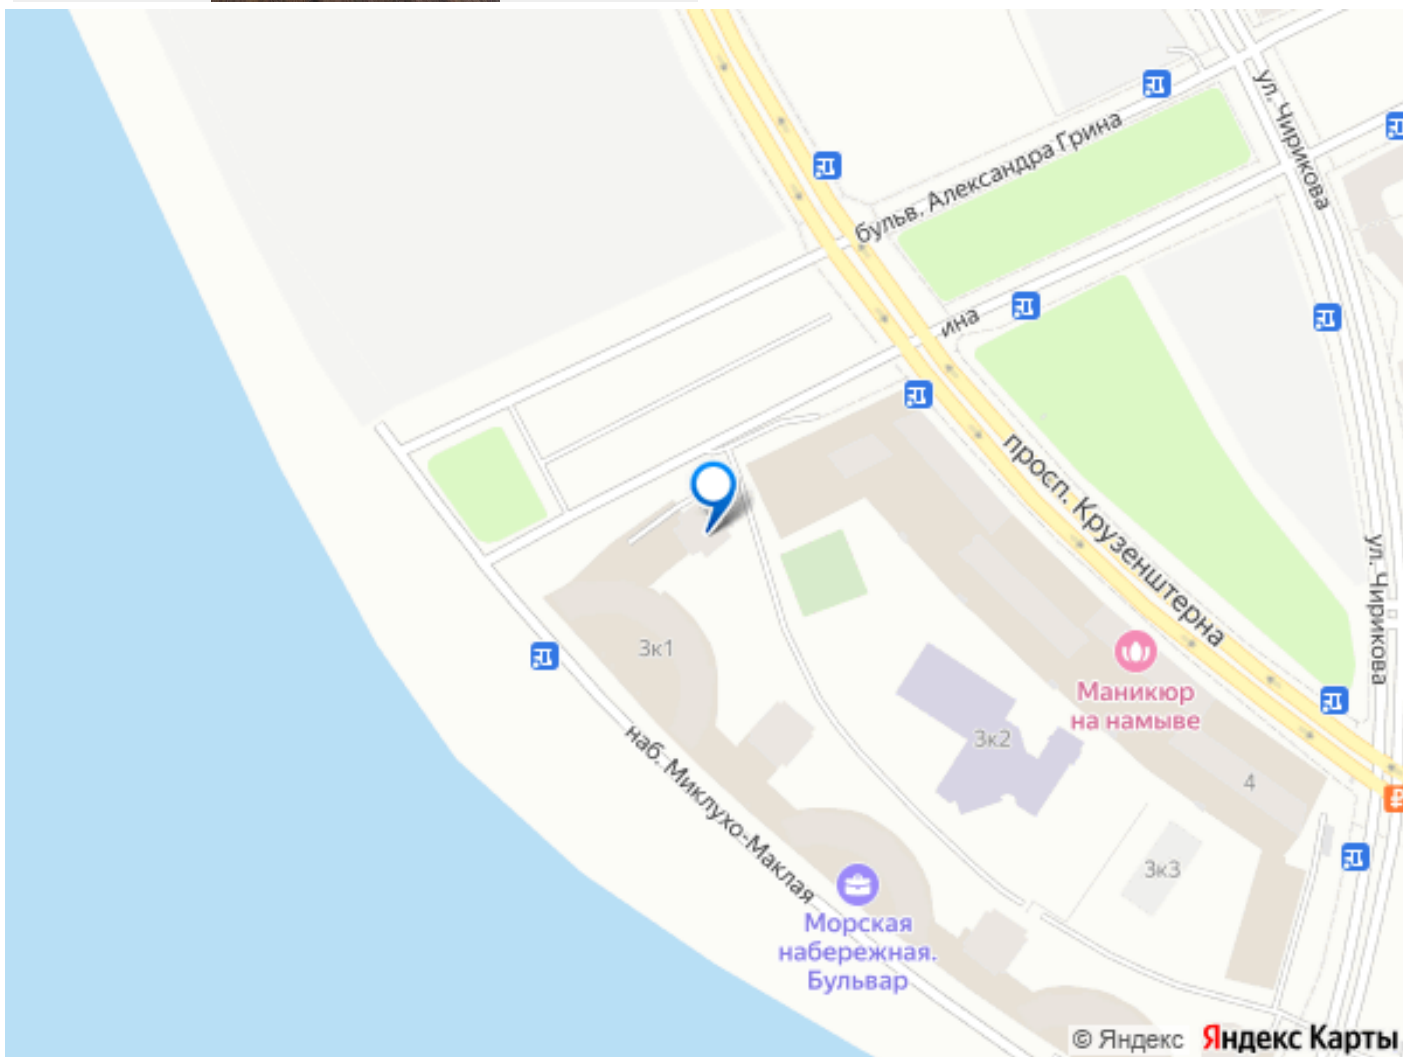 ул. Чирикова
бульв. Александра Грина
ина
просп. Крузенштерна
ул. Чирикова
3к1
Маникюр
на намыве
3к2
наб. Миклухо-Маклая
4
3к3
Морская
набережная.
Бульвар
© Яндекс Яндекс Карты